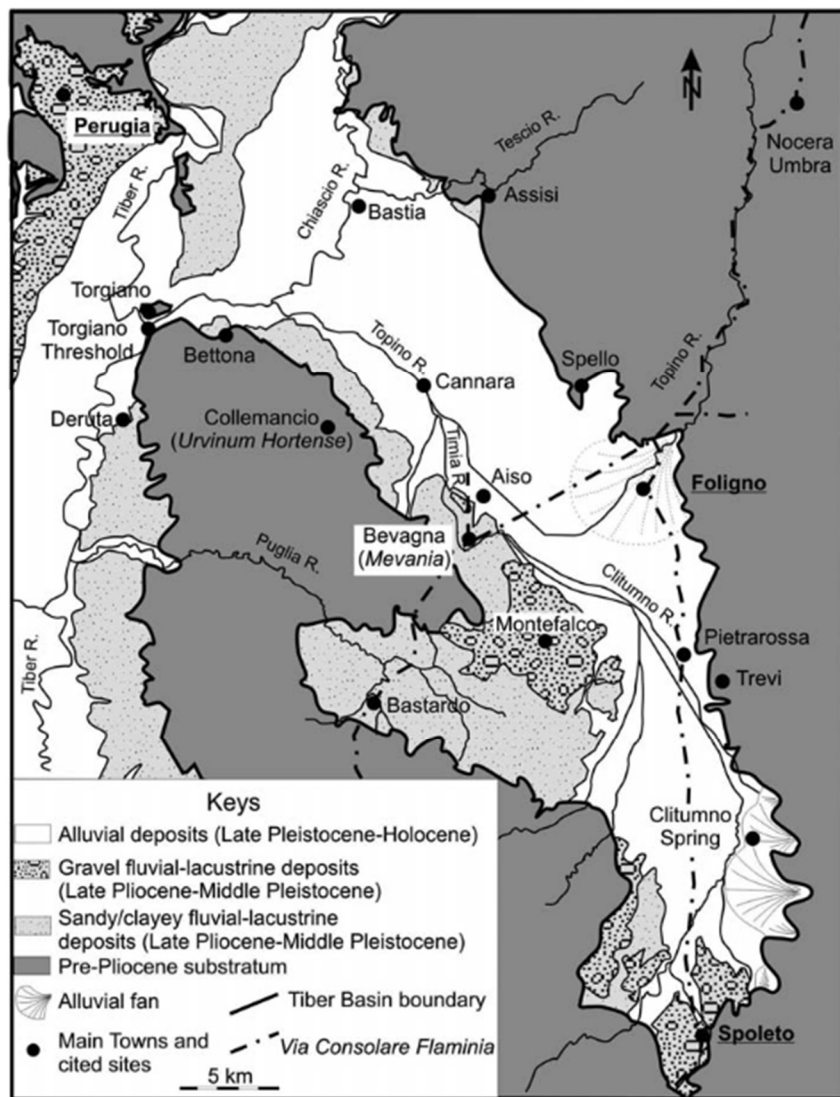 N
Perugia
Tiber R.
Chiascio R.
Tescio R.
Nocera
Umbra
Assisi
Bastia
Torgiano
Torgiano
Threshold
Bettona
Topino R.
Spello
Topino R.
Cannara
Deruta
Collemancio
(Urvinum Hortense)
Timia R.
Aiso
Foligno
Bevagna
(Mevania)
Puglia R.
Clitumno R.
Montefalco
Pietrarossa
Tiber R.
Trevi
Bastardo
Clitumno
Spring
Spoleto
Keys
Alluvial deposits (Late Pleistocene-Holocene)
Gravel fluvial-lacustrine deposits
(Late Pliocene-Middle Pleistocene)
Sandy/clayey fluvial-lacustrine
deposits (Late Pliocene-Middle Pleistocene)
Pre-Pliocene substratum
Alluvial fan
Tiber Basin boundary
Main Towns and
cited sites
Via Consolare Flaminia
5 km